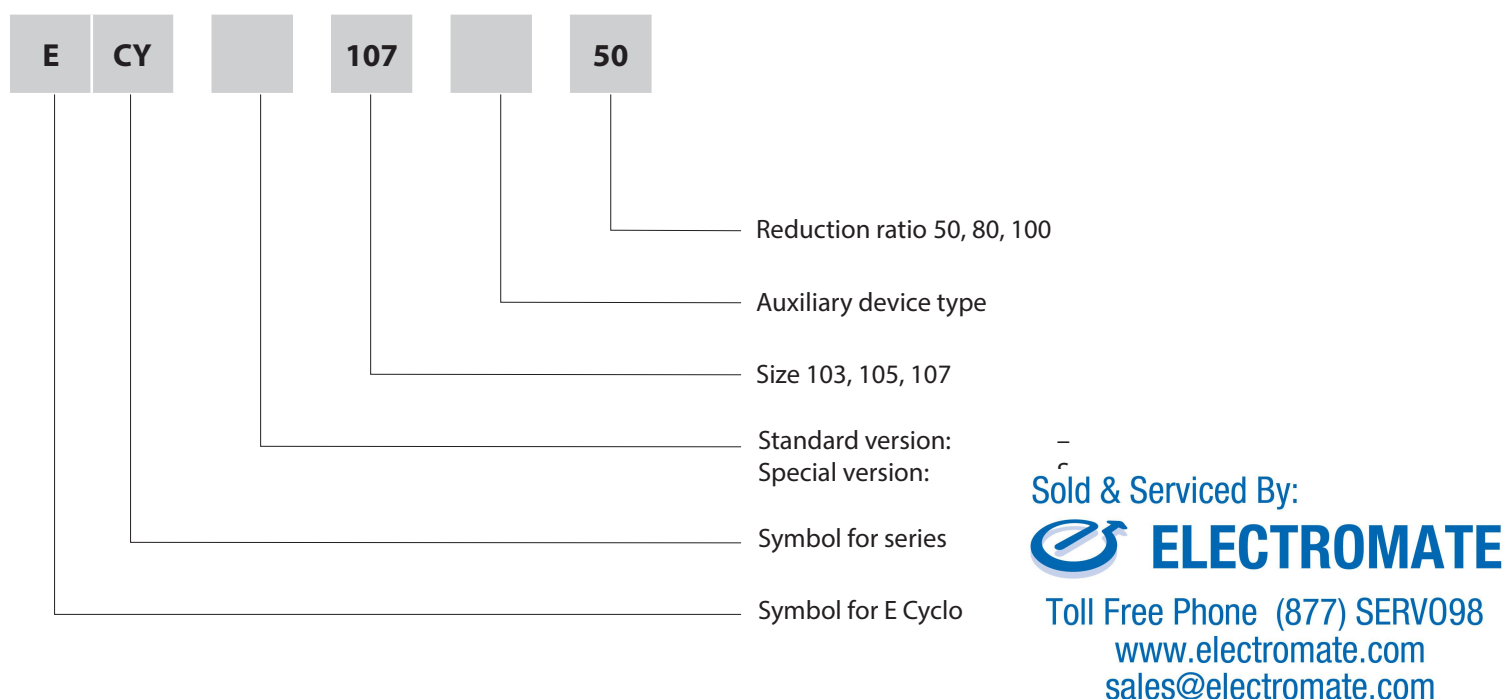 E CY 107 50
Reduction ratio 50, 80, 100
Auxiliary device type
Size 103, 105, 107
Standard version: –
Special version:
Symbol for series
Symbol for E Cyclo
Sold & Serviced By:
ELECTROMATE
Toll Free Phone (877) SERVO98
www.electromate.com
sales@electromate.com